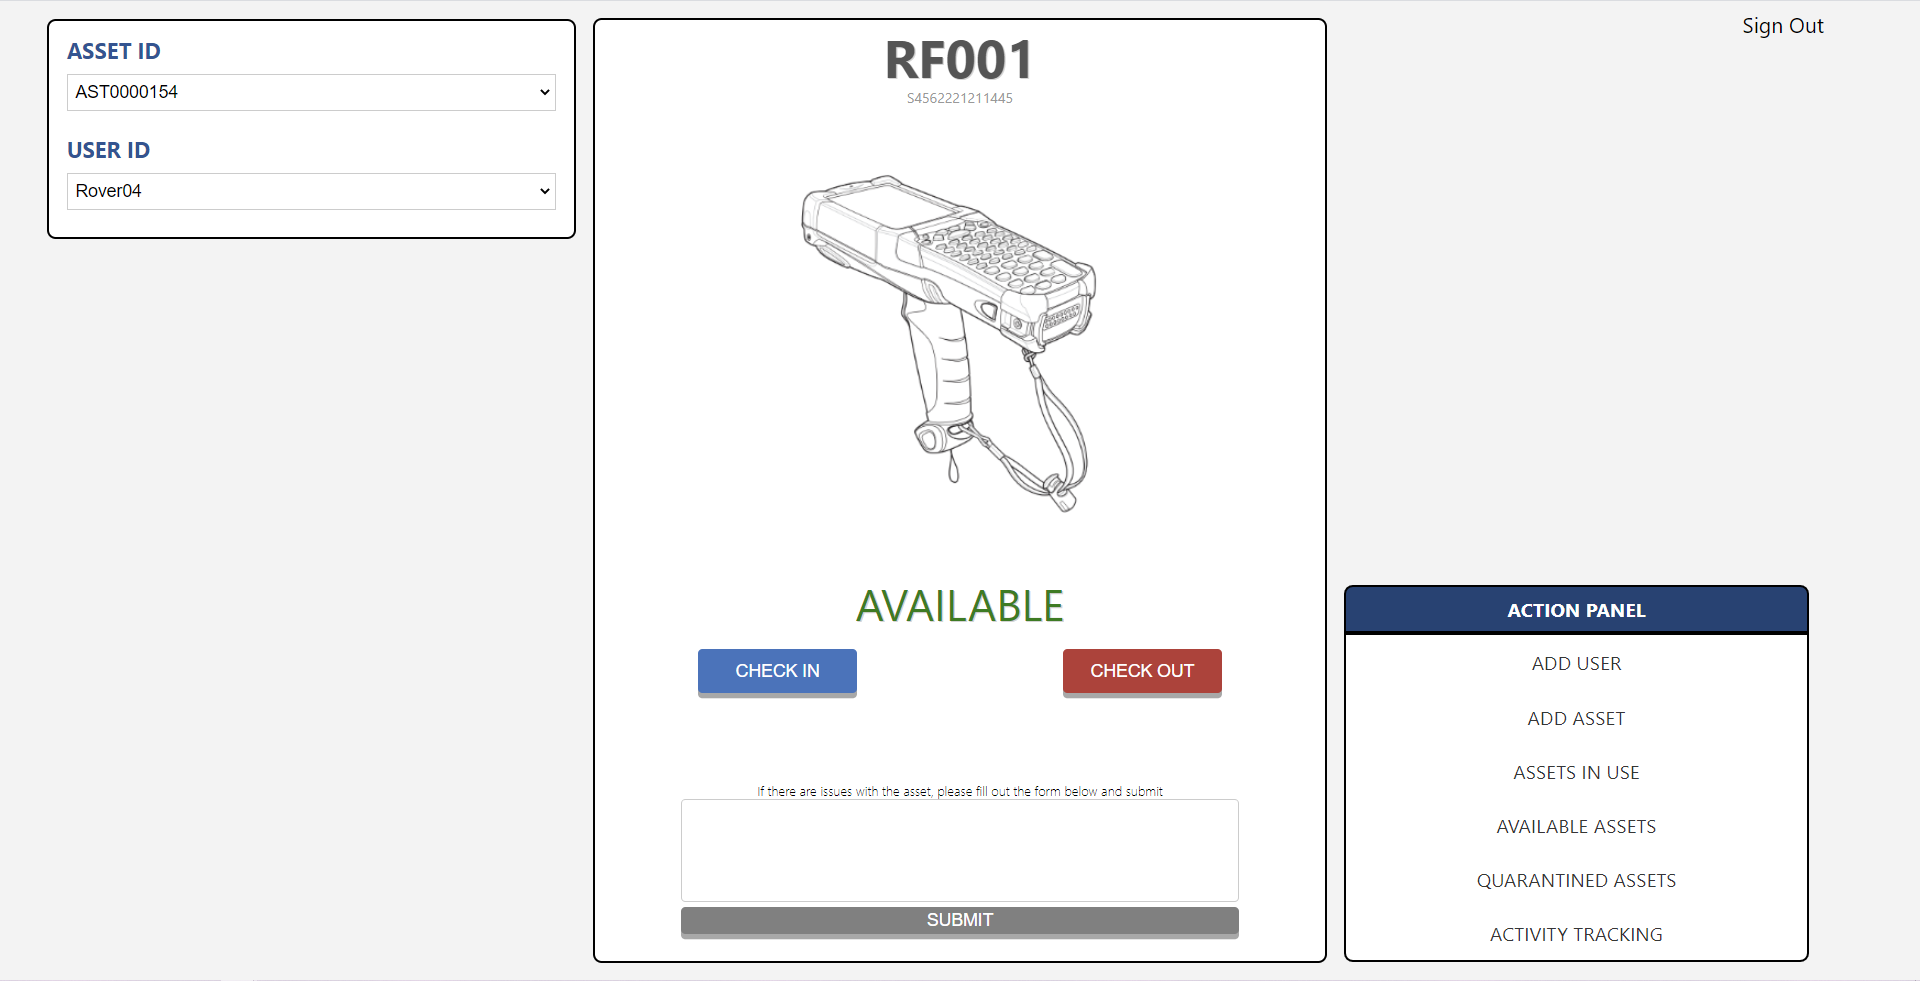 ASSET ID
AST0000154
USER ID
Rover04
RF001
S4562221211445
AVAILABLE
CHECK IN
CHECK OUT
If there are issues with the asset, please fill out the form below and submit
SUBMIT
Sign Out
ACTION PANEL
ADD USER
ADD ASSET
ASSETS IN USE
AVAILABLE ASSETS
QUARANTINED ASSETS
ACTIVITY TRACKING